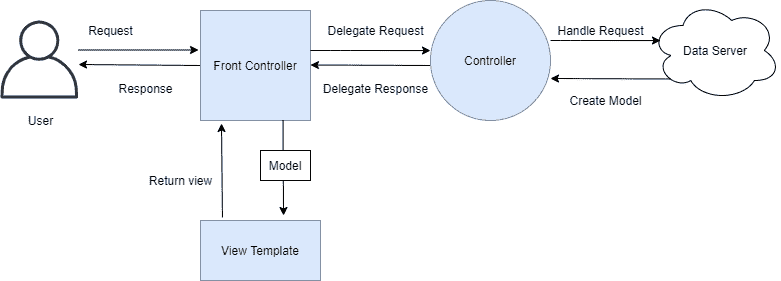 Request
Delegate Request
Handle Request
Front Controller
Controller
Data Server
Response
Delegate Response
Create Model
User
Model
Return view
View Template